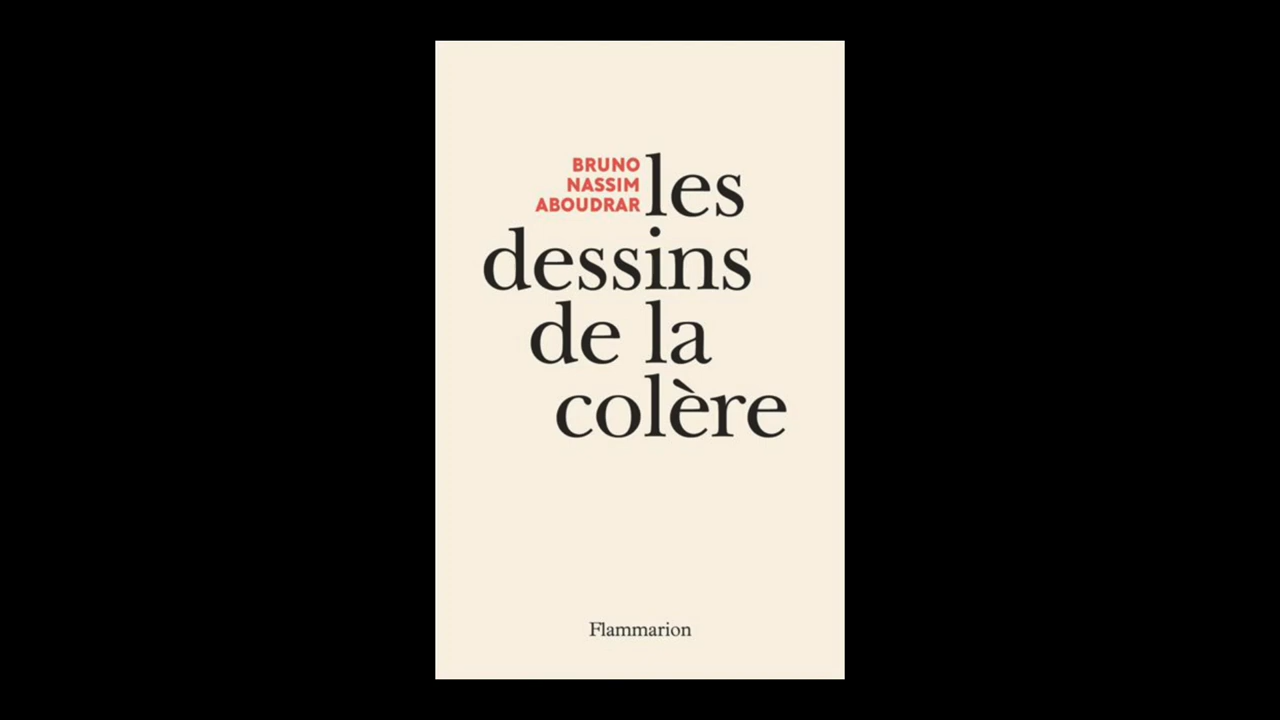 BRUNO
NASSIM
ABOUDRAR
les
dessins
de la
colère
Flammarion